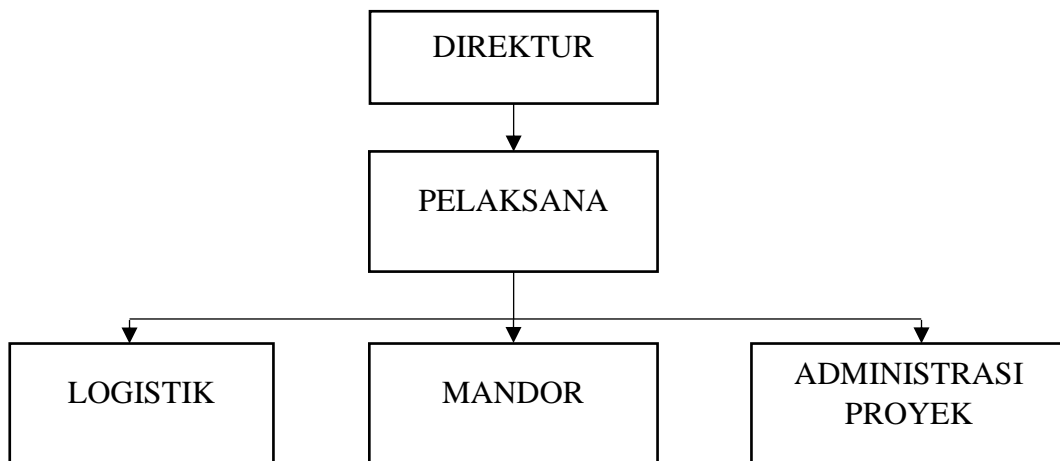 DIREKTUR
PELAKSANA
LOGISTIK
MANDOR
ADMINISTRASI
PROYEK